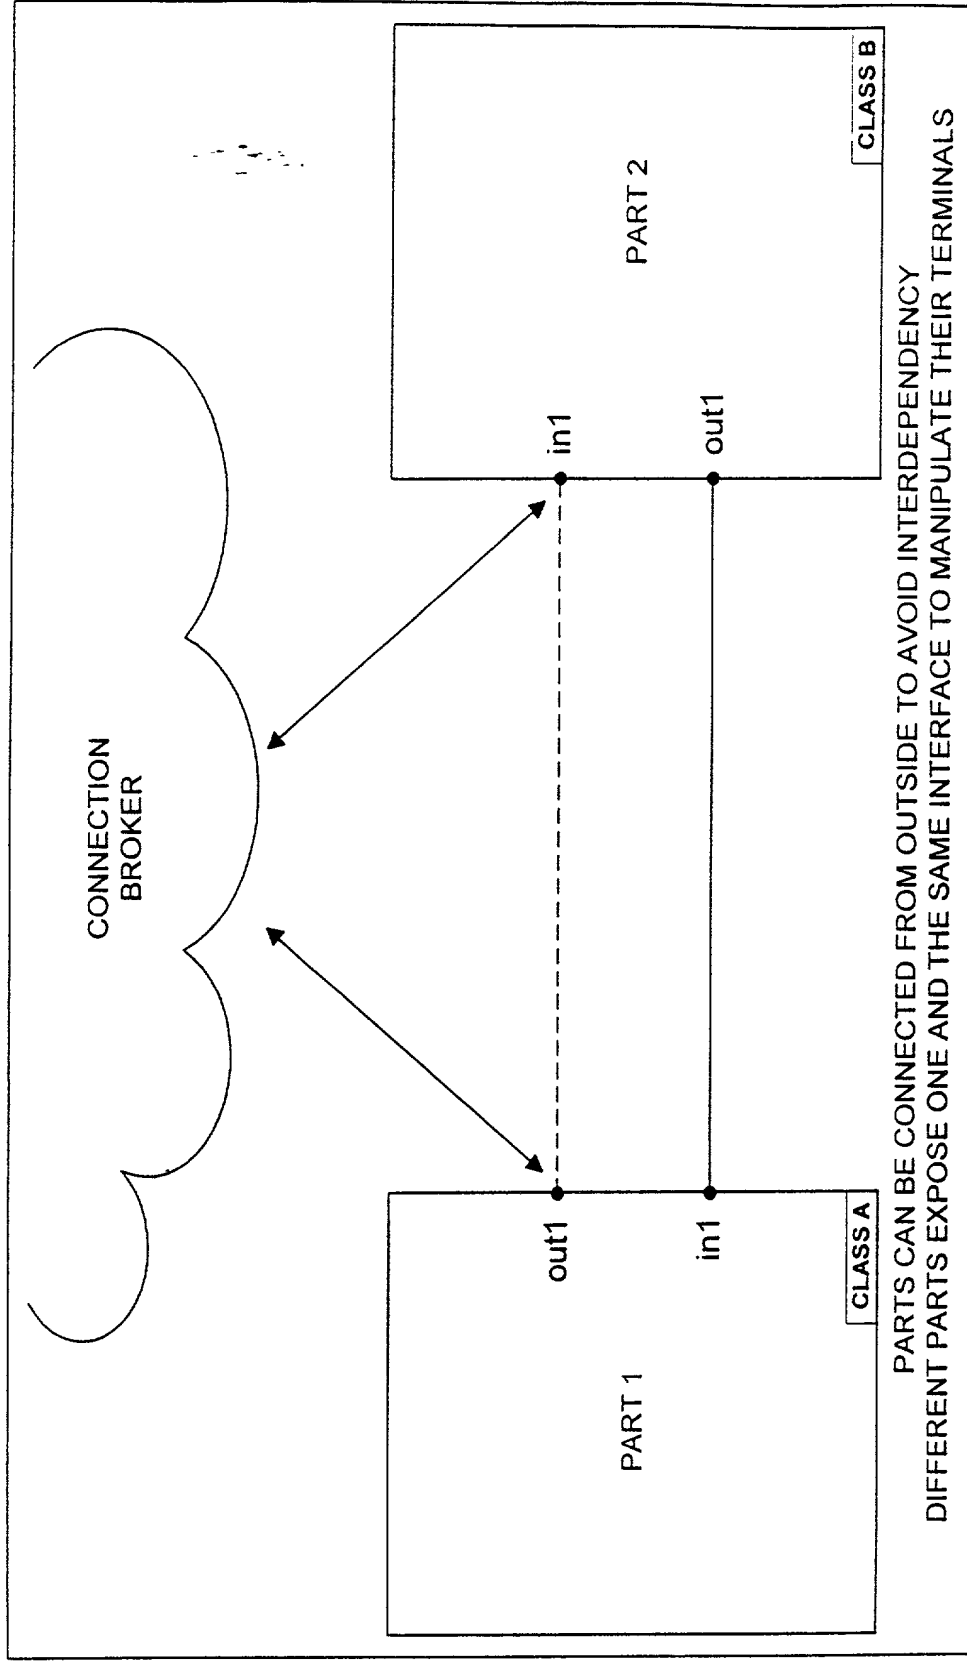 CONNECTION
BROKER
out1
in1
in1
out1
PART 1
PART 2
CLASS A
CLASS B
PARTS CAN BE CONNECTED FROM OUTSIDE TO AVOID INTERDEPENDENCY
DIFFERENT PARTS EXPOSE ONE AND THE SAME INTERFACE TO MANIPULATE THEIR TERMINALS